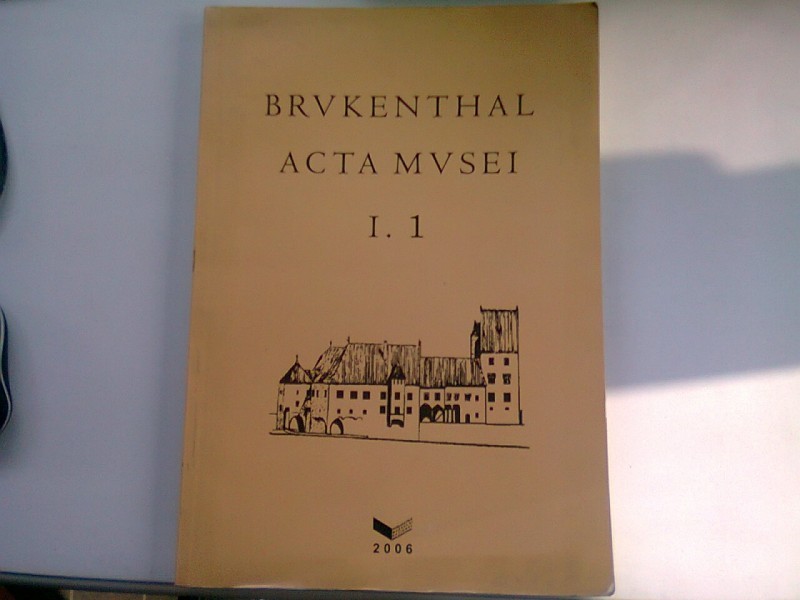 BRVKENTHAL
ACTA MVSEI
I. 1
2006